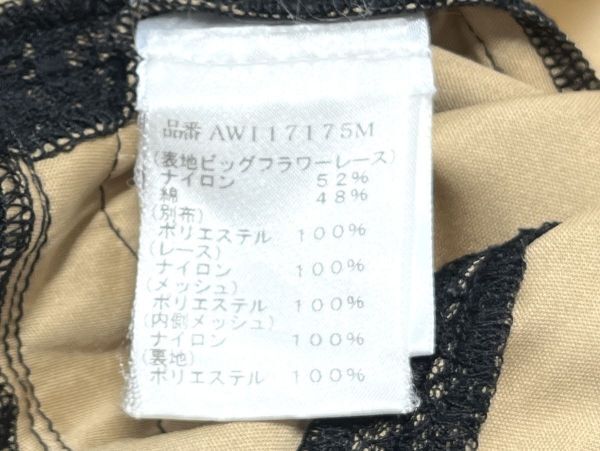 品番 AW117175M
(表地ビッグフラワーレース)
ナイロン 52%
綿 48%
(別布)
ポリエステル 100%
(レース)
ナイロン 100%
(メッシュ)
ポリエステル 100%
(内側メッシュ)
ナイロン 100%
(裏地)
ポリエステル 100%